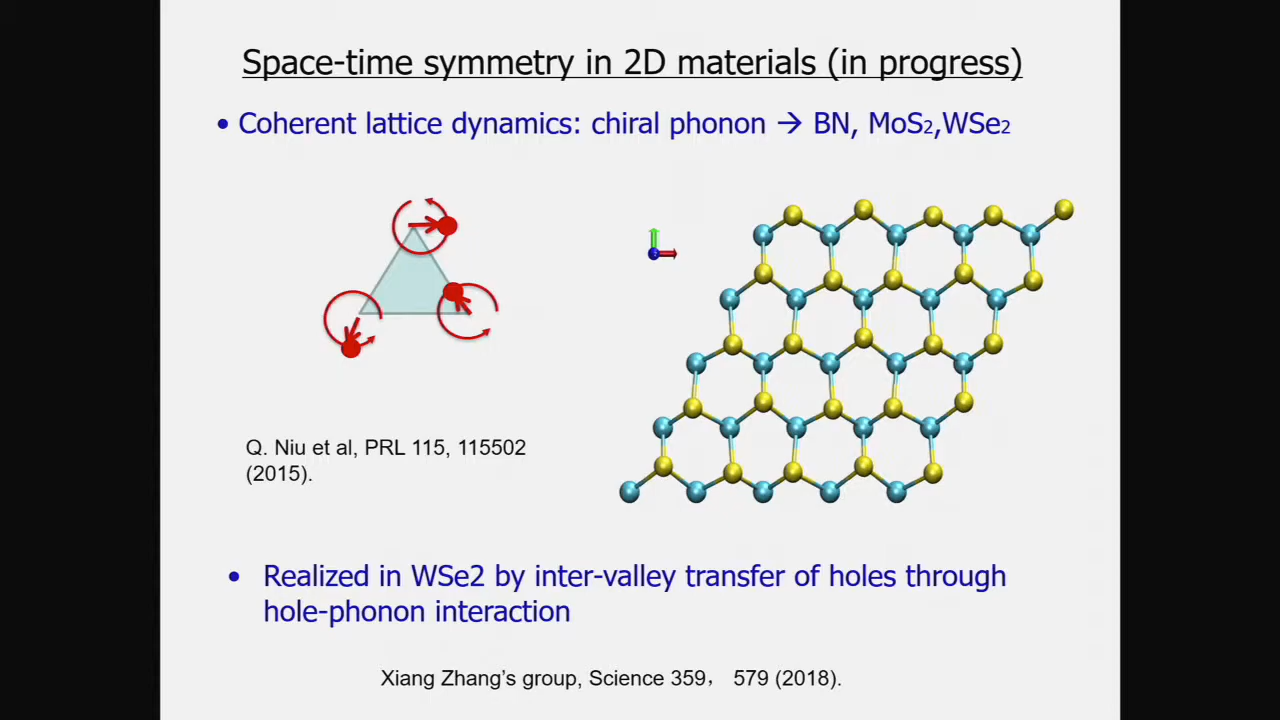 Space-time symmetry in 2D materials (in progress)
• Coherent lattice dynamics: chiral phonon → BN, MoS₂,WSe₂
Q. Niu et al, PRL 115, 115502
(2015).
• Realized in WSe2 by inter-valley transfer of holes through
hole-phonon interaction
Xiang Zhang’s group, Science 359， 579 (2018).